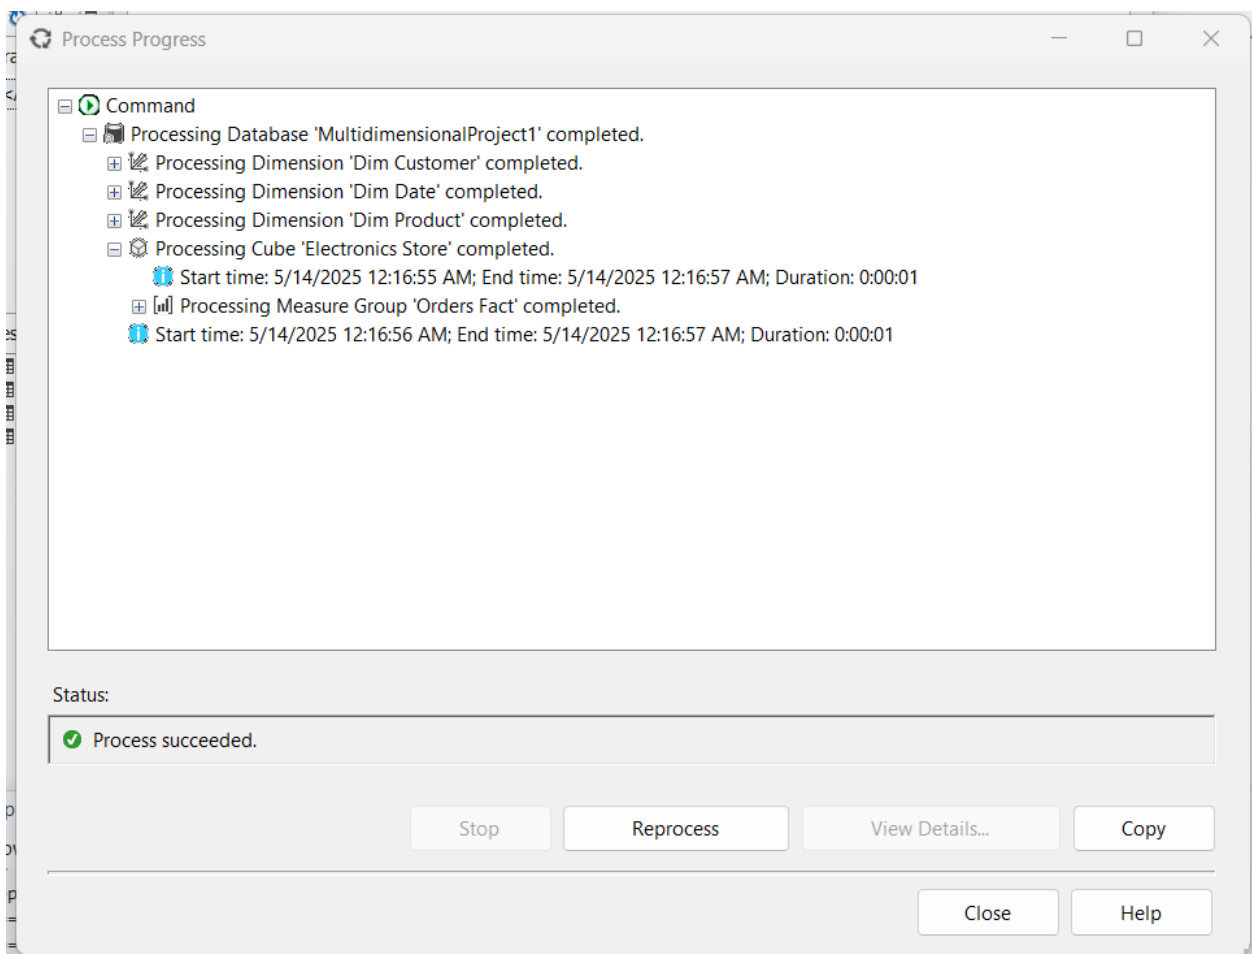 Process Progress
Command
Processing Database 'MultidimensionalProject1' completed.
Processing Dimension 'Dim Customer' completed.
Processing Dimension 'Dim Date' completed.
Processing Dimension 'Dim Product' completed.
Processing Cube 'Electronics Store' completed.
Start time: 5/14/2025 12:16:55 AM; End time: 5/14/2025 12:16:57 AM; Duration: 0:00:01
Processing Measure Group 'Orders Fact' completed.
Start time: 5/14/2025 12:16:56 AM; End time: 5/14/2025 12:16:57 AM; Duration: 0:00:01
Status:
Process succeeded.
Stop Reprocess View Details... Copy
Close Help